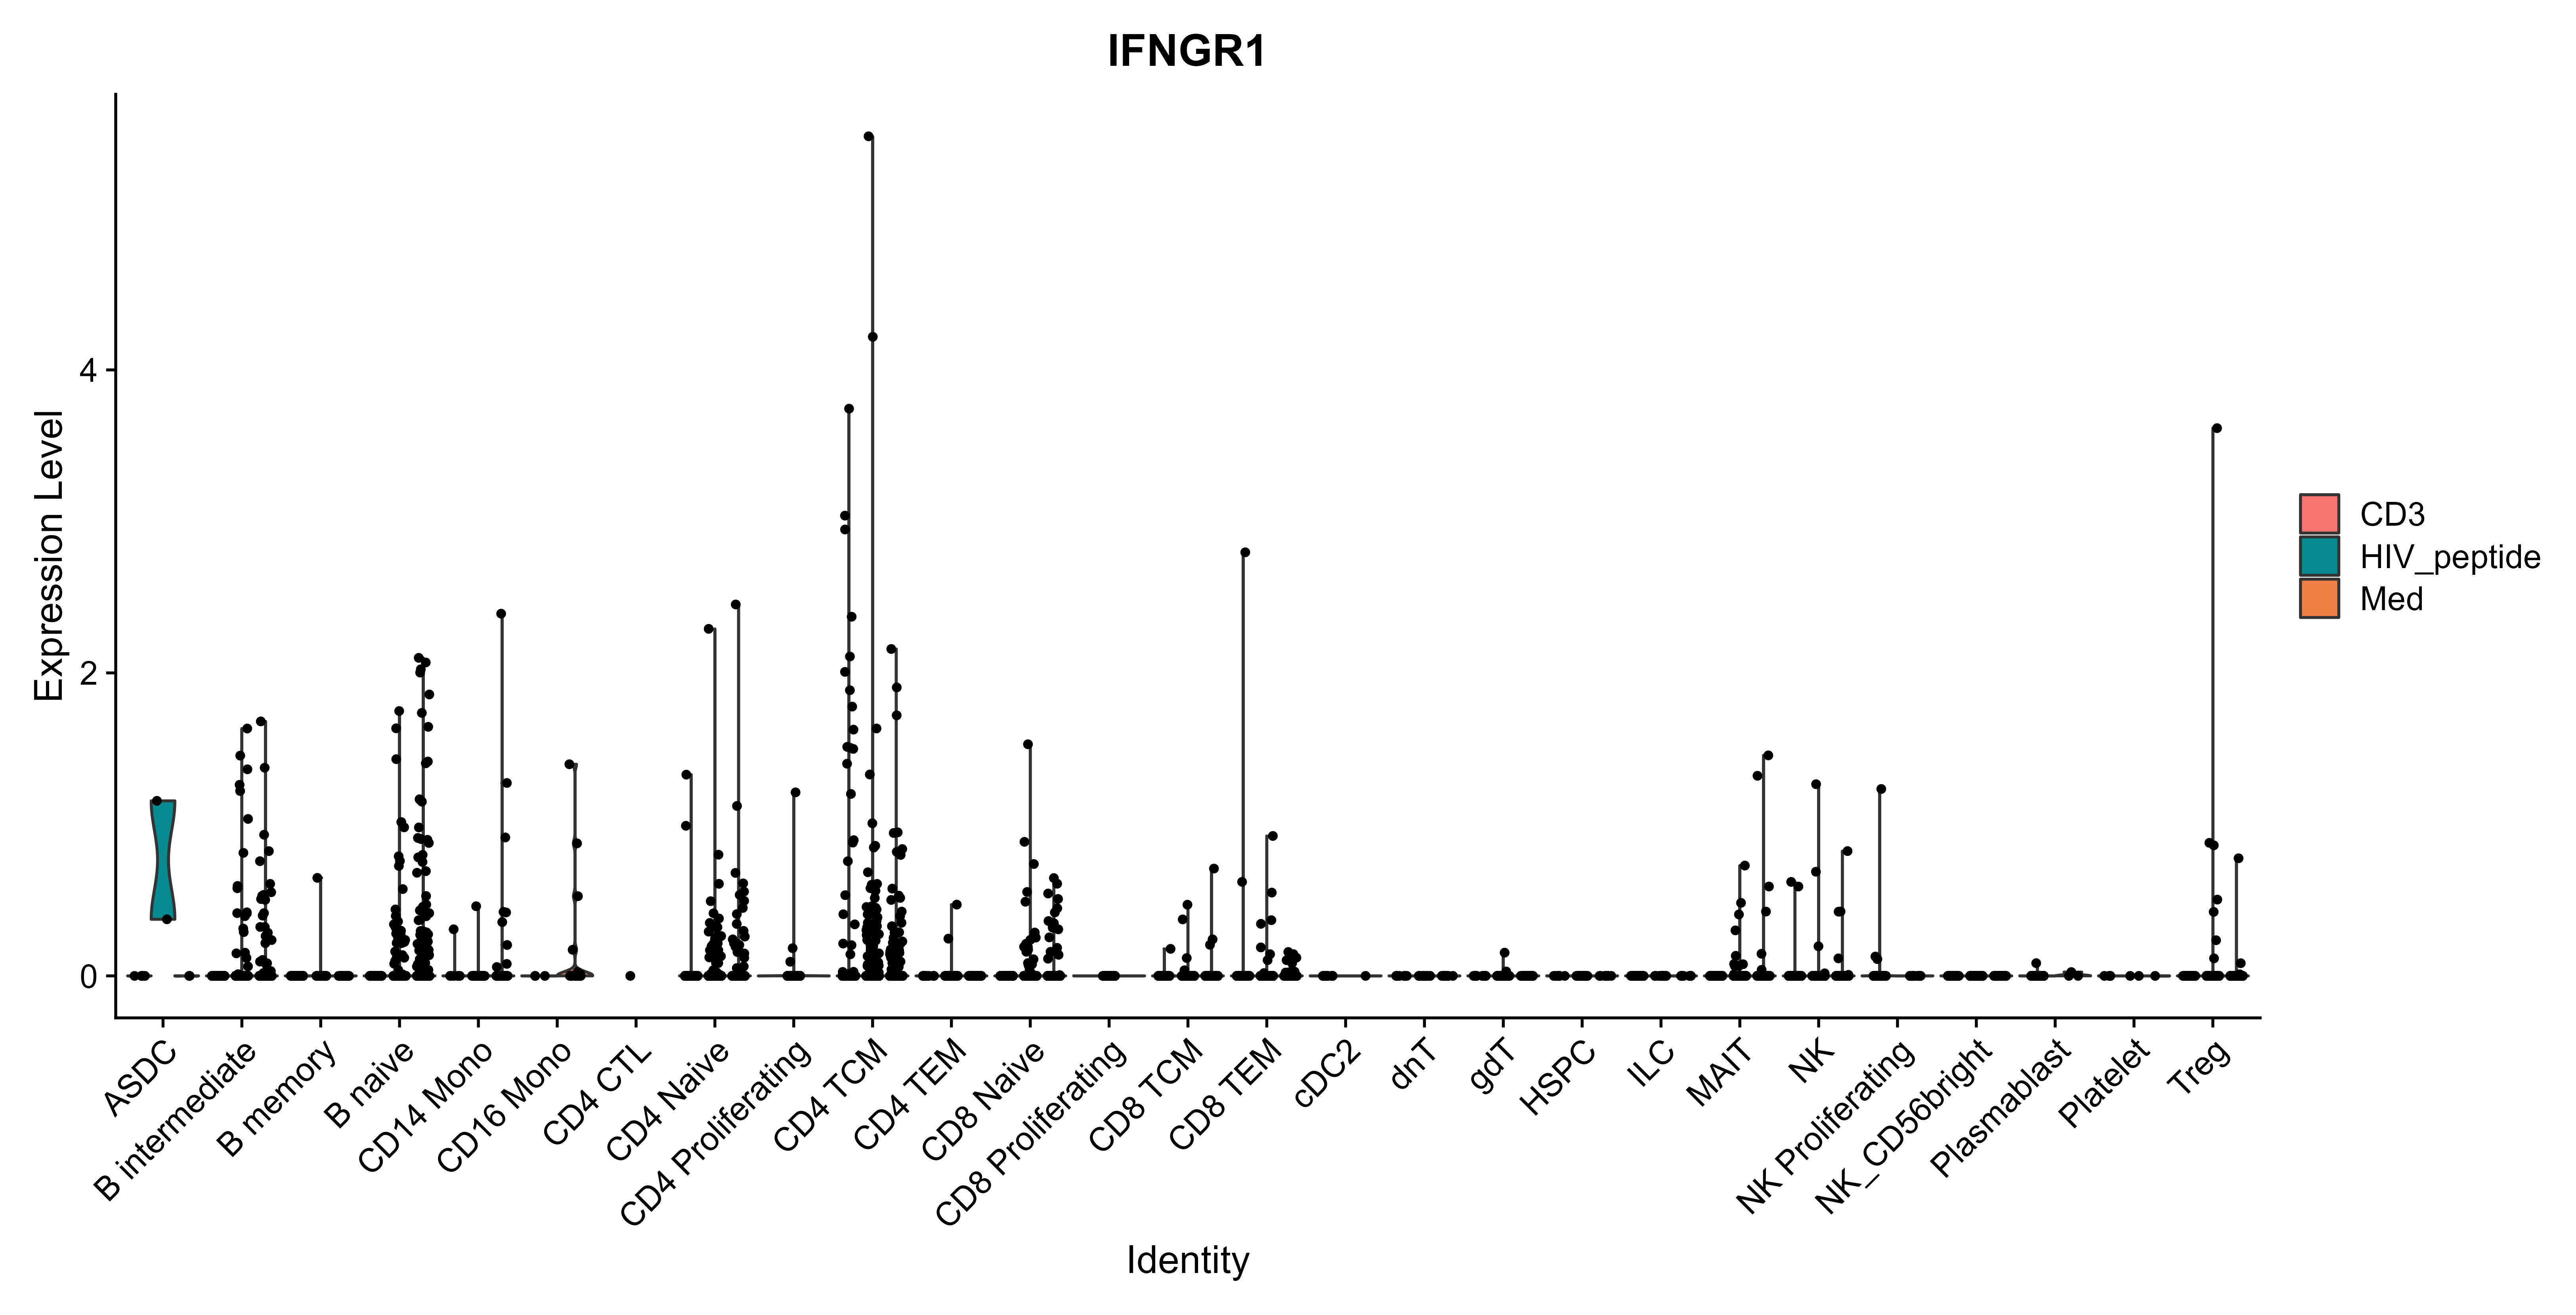 IFNGR1
Expression Level
4
2
0
CD3
HIV_peptide
Med
ASDC
B intermediate
B memory
B naive
CD14 Mono
CD16 Mono
CD4 CTL
CD4 Naive
CD4 Proliferating
CD4 TCM
CD4 TEM
CD8 Naive
CD8 Proliferating
CD8 TCM
CD8 TEM
cDC2
dnT
gdT
HSPC
ILC
MAIT
NK
NK Proliferating
NK_CD56bright
Plasmablast
Platelet
Treg
Identity